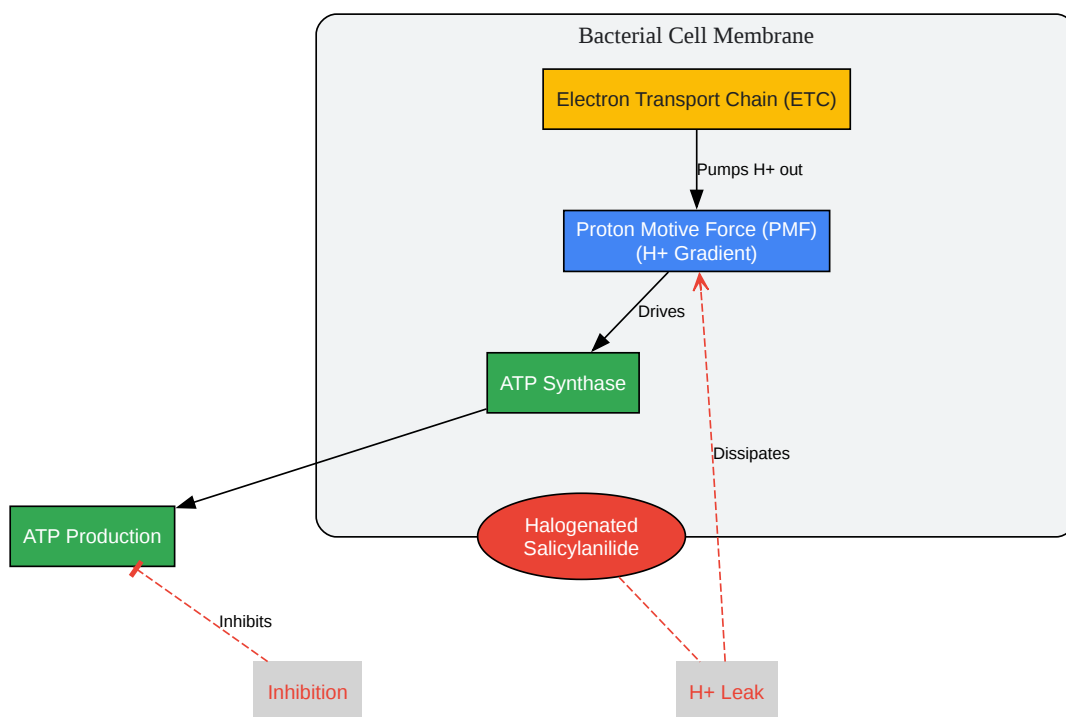 Bacterial Cell Membrane
Electron Transport Chain (ETC)
Pumps H+ out
Proton Motive Force (PMF)
(H+ Gradient)
Drives
ATP Synthase
Dissipates
ATP Production
Halogenated
Salicylanilide
Inhibits
Inhibition
H+ Leak